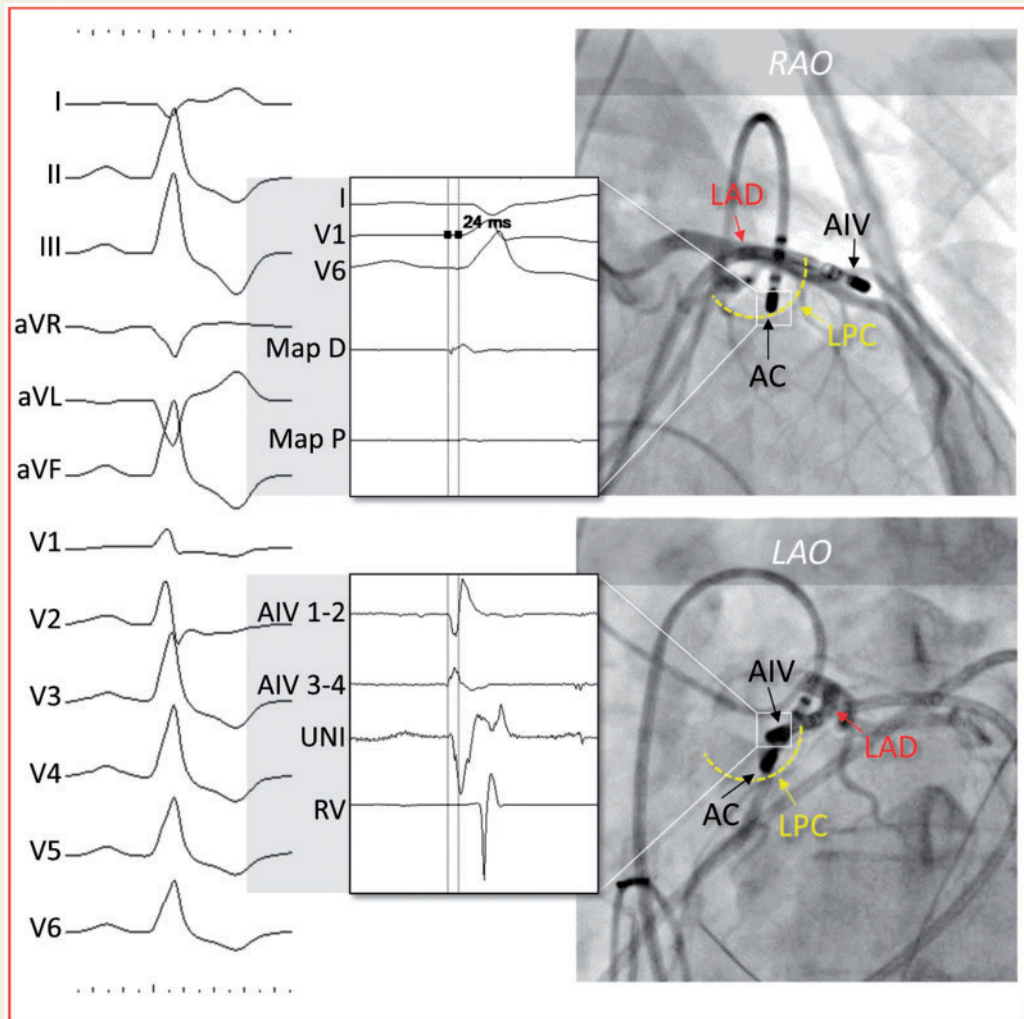 I
II
III
aVR
aVL
aVF
V1
V2
V3
V4
V5
V6
I
V1
24 ms
V6
Map D
Map P
AIV 1-2
AIV 3-4
UNI
RV
RAO
LAD
AIV
LPC
AC
LAO
AIV
LAD
AC
LPC